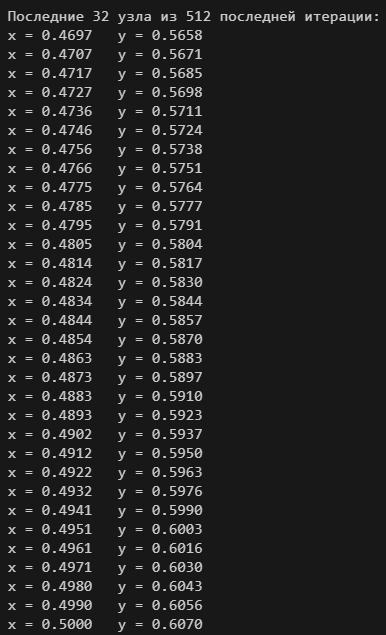 Последние 32 узла из 512 последней итерации:
x = 0.4697   y = 0.5658
x = 0.4707   y = 0.5671
x = 0.4717   y = 0.5685
x = 0.4727   y = 0.5698
x = 0.4736   y = 0.5711
x = 0.4746   y = 0.5724
x = 0.4756   y = 0.5738
x = 0.4766   y = 0.5751
x = 0.4775   y = 0.5764
x = 0.4785   y = 0.5777
x = 0.4795   y = 0.5791
x = 0.4805   y = 0.5804
x = 0.4814   y = 0.5817
x = 0.4824   y = 0.5830
x = 0.4834   y = 0.5844
x = 0.4844   y = 0.5857
x = 0.4854   y = 0.5870
x = 0.4863   y = 0.5883
x = 0.4873   y = 0.5897
x = 0.4883   y = 0.5910
x = 0.4893   y = 0.5923
x = 0.4902   y = 0.5937
x = 0.4912   y = 0.5950
x = 0.4922   y = 0.5963
x = 0.4932   y = 0.5976
x = 0.4941   y = 0.5990
x = 0.4951   y = 0.6003
x = 0.4961   y = 0.6016
x = 0.4971   y = 0.6030
x = 0.4980   y = 0.6043
x = 0.4990   y = 0.6056
x = 0.5000   y = 0.6070